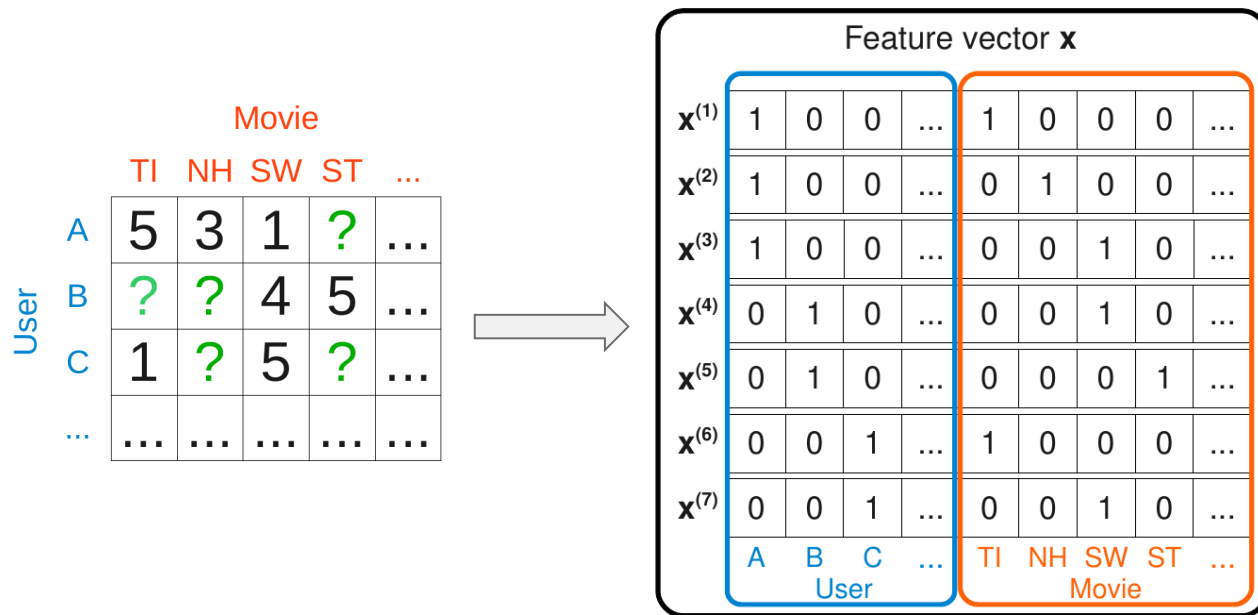 Movie
TI NH SW ST ...
User
A 5 3 1 ? ...
B ? ? 4 5 ...
C 1 ? 5 ? ...
... ... ... ... ... ...
Feature vector x
x(1) 1 0 0 ... 1 0 0 0 ...
x(2) 1 0 0 ... 0 1 0 0 ...
x(3) 1 0 0 ... 0 0 1 0 ...
x(4) 0 1 0 ... 0 0 1 0 ...
x(5) 0 1 0 ... 0 0 0 1 ...
x(6) 0 0 1 ... 1 0 0 0 ...
x(7) 0 0 1 ... 0 0 1 0 ...
A B C ... TI NH SW ST ...
User Movie